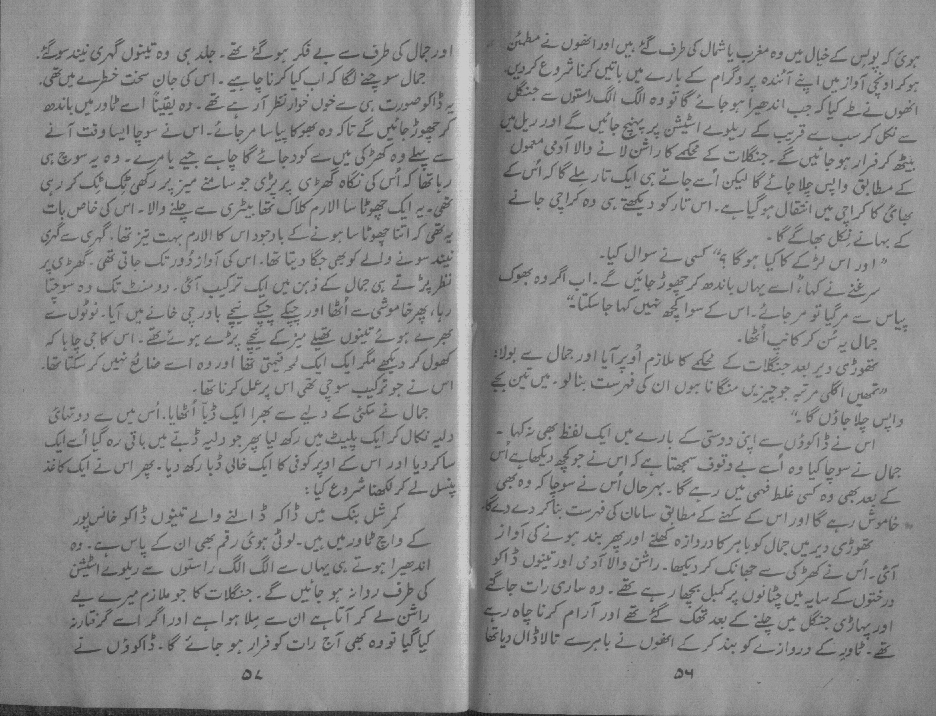 ہوئی کہ پولیس کے خیال میں وہ مغرب یا شمال کی طرف گئے ہیں اور انھوں نے مطمئن
ہو کر اونچی آواز میں اپنے آئندہ پروگرام کے بارے میں باتیں کرنا شروع کر دیں۔
انھوں نے طے کیا کہ جب اندھیرا ہو جائے گا تو وہ الگ الگ راستوں سے جنگل
سے نکل کر سب سے قریب کے ریلوے اسٹیشن پر پہنچ جائیں گے اور ریل میں
بیٹھ کر فرار ہو جائیں گے۔ جنگلات کے محکمے کا راشن لانے والا آدمی معمول
کے مطابق واپس چلا جائے گا لیکن اُسے جاتے ہی ایک تار ملے گا کہ اُس کے
بھائی کا کراچی میں انتقال ہو گیا ہے۔ اس تار کو دیکھتے ہی وہ کراچی جانے
کے بہانے نکل بھاگے گا۔
"اور اس لڑکے کا کیا ہو گا؟" کسی نے سوال کیا۔
سرغنے نے کہا، "اُسے یہاں باندھ کر چھوڑ جائیں گے۔ اب اگر وہ بھوک
پیاس سے مر گیا تو مر جائے۔ اس کے سوا کچھ نہیں کہا جا سکتا۔"
جمال یہ سُن کر کانپ اُٹھا۔
تھوڑی دیر بعد جنگلات کے محکمے کا ملازم اُوپر آیا اور جمال سے بولا:
"تمھیں اگلی مرتبہ جو چیزیں منگانا ہوں ان کی فہرست بنا لو۔ میں تین بجے
واپس چلا جاؤں گا۔"
اس نے ڈاکوؤں سے اپنی دوستی کے بارے میں ایک لفظ بھی نہ کہا۔
جمال نے سوچا کیا وہ اُسے بے وقوف سمجھتا ہے کہ اس نے جو کچھ دیکھا ہے اُس
کے بعد بھی وہ کسی غلط فہمی میں رہے گا۔ بہرحال اُس نے سوچا کہ وہ بھی
خاموش رہے گا اور اس کے کہنے کے مطابق سامان کی فہرست بنا کر دے دے گا۔
تھوڑی دیر میں جمال کو باہر کا دروازہ کھلنے اور پھر بند ہونے کی آواز
آئی۔ اُس نے کھڑکی سے جھانک کر دیکھا۔ راشن والا آدمی اور تینوں ڈاکو
درختوں کے سایہ میں چٹانوں پر کمبل بچھا رہے تھے۔ وہ ساری رات جاگنے
اور پہاڑی جنگل میں چلنے کے بعد تھک گئے تھے اور آرام کرنا چاہ رہے
تھے۔ ٹاور کے دروازے کو بند کر کے انھوں نے باہر سے تالا ڈال دیا تھا
۵۶
اور جمال کی طرف سے بے فکر ہو گئے تھے۔ جلد ہی وہ تینوں گہری نیند سو گئے۔
جمال سوچنے لگا کہ اب کیا کرنا چاہیے۔ اس کی جان سخت خطرے میں تھی۔
یہ ڈاکو صورت ہی سے خوں خوار نظر آ رہے تھے۔ وہ یقیناً اسے ٹاور میں باندھ
کر چھوڑ جائیں گے تاکہ وہ بھوکا پیاسا مر جائے۔ اس نے سوچا ایسا وقت آنے
سے پہلے وہ کھڑکی میں سے کود جائے گا چاہے جیے یا مرے۔ وہ یہ سوچ ہی
رہا تھا کہ اُس کی نگاہ گھڑی پر پڑی جو سامنے میز پر رکھی ٹِک ٹِک کر رہی
تھی۔ یہ ایک چھوٹا سا الارم کلاک تھا بیٹری سے چلنے والا۔ اس کی خاص بات
یہ تھی کہ اتنا چھوٹا سا ہونے کے باوجود اس کا الارم بہت تیز تھا۔ گہری سے گہری
نیند سونے والے کو بھی جگا دیتا تھا۔ اس کی آواز دُور تک جاتی تھی۔ گھڑی پر
نظر پڑتے ہی جمال کے ذہن میں ایک ترکیب آئی۔ دو منٹ تک وہ سوچتا
رہا، پھر خاموشی سے اُٹھا اور چپکے چپکے نیچے باورچی خانے میں آیا۔ نوٹوں سے
بھرے ہوئے تینوں تھیلے میز کے نیچے پڑے ہوئے تھے۔ اس کا جی چاہا کہ
کھول کر دیکھے مگر ایک ایک لمحہ قیمتی تھا اور وہ اسے ضائع نہیں کر سکتا تھا۔
اس نے جو ترکیب سوچی تھی اس پر عمل کرنا تھا۔
جمال نے مکئی کے دلیے سے بھرا ایک ڈبّا اُٹھایا۔ اُس میں سے دو تہائی
دلیہ نکال کر ایک پلیٹ میں رکھ لیا پھر جو دلیہ ڈبّے میں باقی رہ گیا اُسے ایک
سا کر دیا اور اس کے اوپر کوفی کا ایک خالی ڈبا رکھ دیا۔ پھر اس نے ایک کاغذ
پنسل لے کر لکھنا شروع کیا:
کمرشل بنک میں ڈاکہ ڈالنے والے تینوں ڈاکو خانس پور
کے واچ ٹاور میں ہیں۔ لوٹی ہوئی رقم بھی ان کے پاس ہے۔ وہ
اندھیرا ہوتے ہی یہاں سے الگ الگ راستوں سے ریلوے اسٹیشن
کی طرف روانہ ہو جائیں گے۔ جنگلات کا جو ملازم میرے لیے
راشن لے کر آتا ہے ان سے مِلا ہوا ہے اور اگر اسے گرفتار نہ
کیا گیا تو وہ بھی آج رات کو فرار ہو جائے گا۔ ڈاکوؤں نے
۵۷